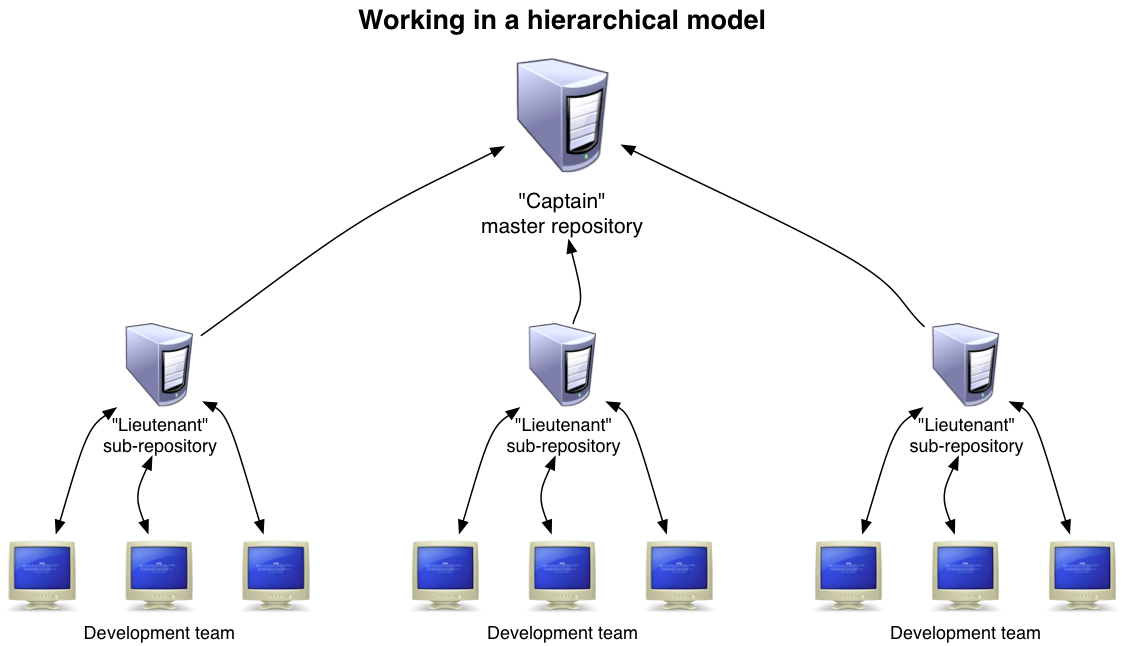 Working in a hierarchical model
"Captain"
master repository
"Lieutenant"
sub-repository
"Lieutenant"
sub-repository
"Lieutenant"
sub-repository
Development team
Development team
Development team